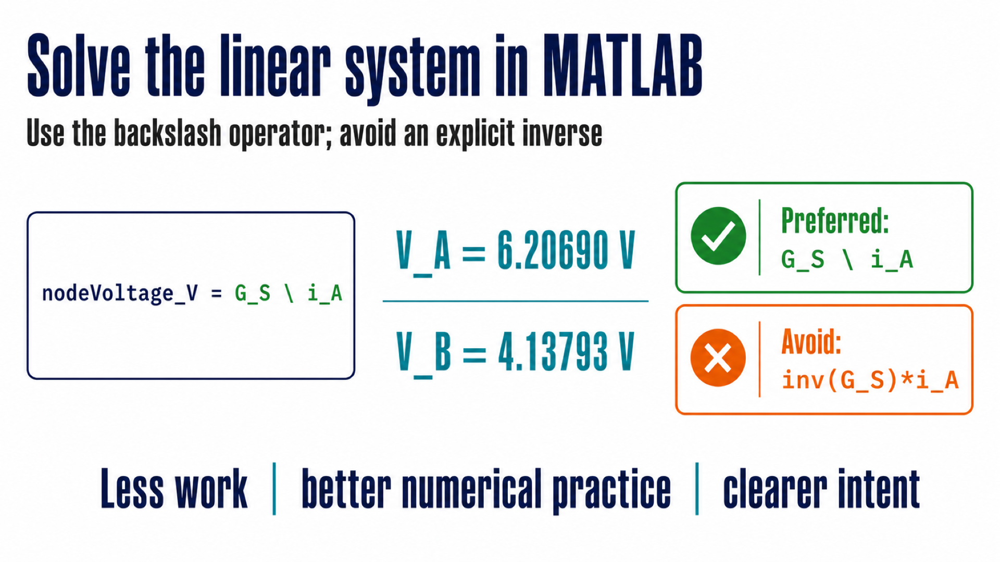 Solve the linear system in MATLAB
Use the backslash operator; avoid an explicit inverse
nodeVoltage_V = G_S \ i_A
V_A = 6.20690 V
V_B = 4.13793 V
Preferred:
G_S \ i_A
Avoid:
inv(G_S)*i_A
Less work | better numerical practice | clearer intent